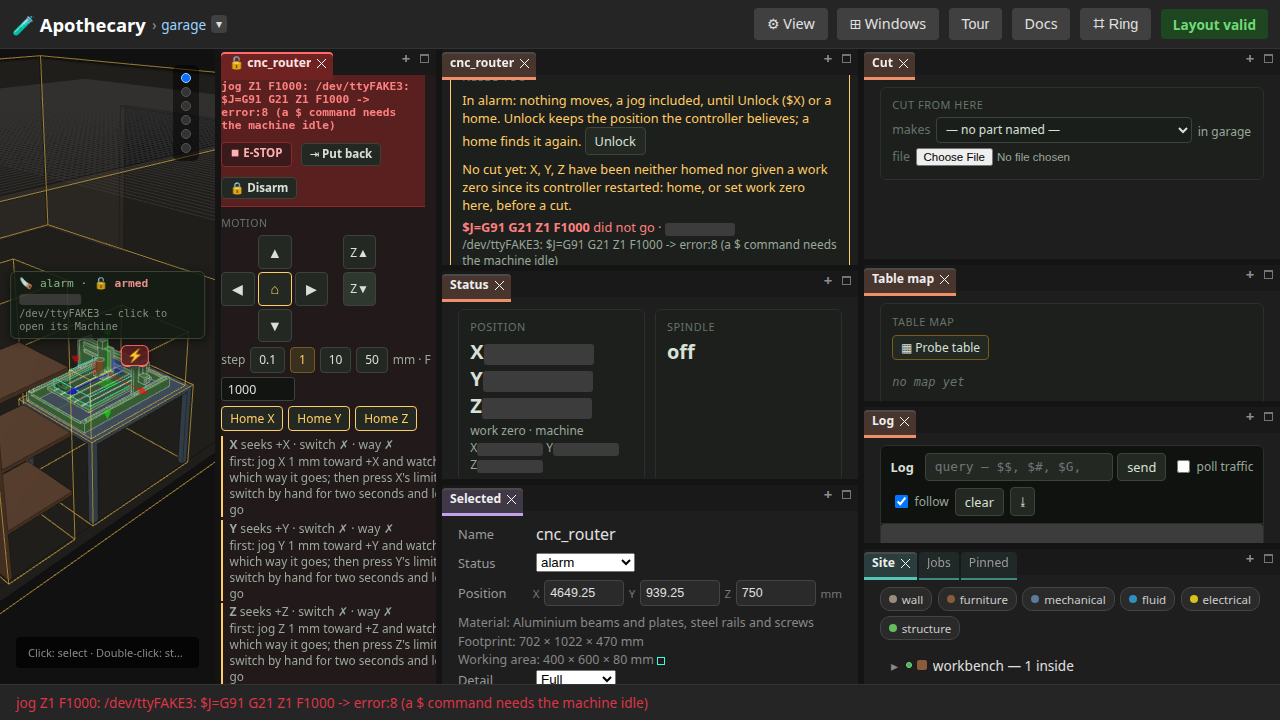 Apothecary › garage ▾
⚙ View
⊞ Windows
Tour
Docs
⌗ Ring
Layout valid
🔓 alarm · 🔓 armed
/dev/ttyFAKE3 — click to
open its Machine
Click: select · Double-click: st…
🔓 cnc_router
jog Z1 F1000: /dev/ttyFAKE3:
$J=G91 G21 Z1 F1000 ->
error:8 (a $ command needs
the machine idle)
E-STOP
⇥ Put back
🔒 Disarm
MOTION
▲
Z▲
◀
⌂
▶
Z▼
▼
step 0.1 1 10 50 mm · F
1000
Home X
Home Y
Home Z
X seeks +X · switch ✗ · way ✗
first: jog X 1 mm toward +X and watch
which way it goes; then press X's limit
switch by hand for two seconds and le
go
Y seeks +Y · switch ✗ · way ✗
first: jog Y 1 mm toward +Y and watch
which way it goes; then press Y's limit
switch by hand for two seconds and le
go
Z seeks +Z · switch ✗ · way ✗
first: jog Z 1 mm toward +Z and watch
which way it goes; then press Z's limit
switch by hand for two seconds and le
go
cnc_router
In alarm: nothing moves, a jog included, until Unlock ($X) or a
home. Unlock keeps the position the controller believes; a
home finds it again. Unlock
No cut yet: X, Y, Z have been neither homed nor given a work
zero since its controller restarted: home, or set work zero
here, before a cut.
$J=G91 G21 Z1 F1000 did not go ·
/dev/ttyFAKE3: $J=G91 G21 Z1 F1000 -> error:8 (a $ command needs
the machine idle)
Status
POSITION
X
Y
Z
work zero · machine
X Y
Z
SPINDLE
off
Selected
Name cnc_router
Status alarm
Position X 4649.25 Y 939.25 Z 750 mm
Material: Aluminium beams and plates, steel rails and screws
Footprint: 702 × 1022 × 470 mm
Working area: 400 × 600 × 80 mm
Detail Full
Cut
CUT FROM HERE
makes — no part named — in garage
file Choose File No file chosen
Table map
TABLE MAP
▦ Probe table
no map yet
Log
Log query — $$, $#, $G, send poll traffic
follow clear ⭳
Site
Jobs
Pinned
wall
furniture
mechanical
fluid
electrical
structure
▸ workbench — 1 inside
jog Z1 F1000: /dev/ttyFAKE3: $J=G91 G21 Z1 F1000 -> error:8 (a $ command needs the machine idle)